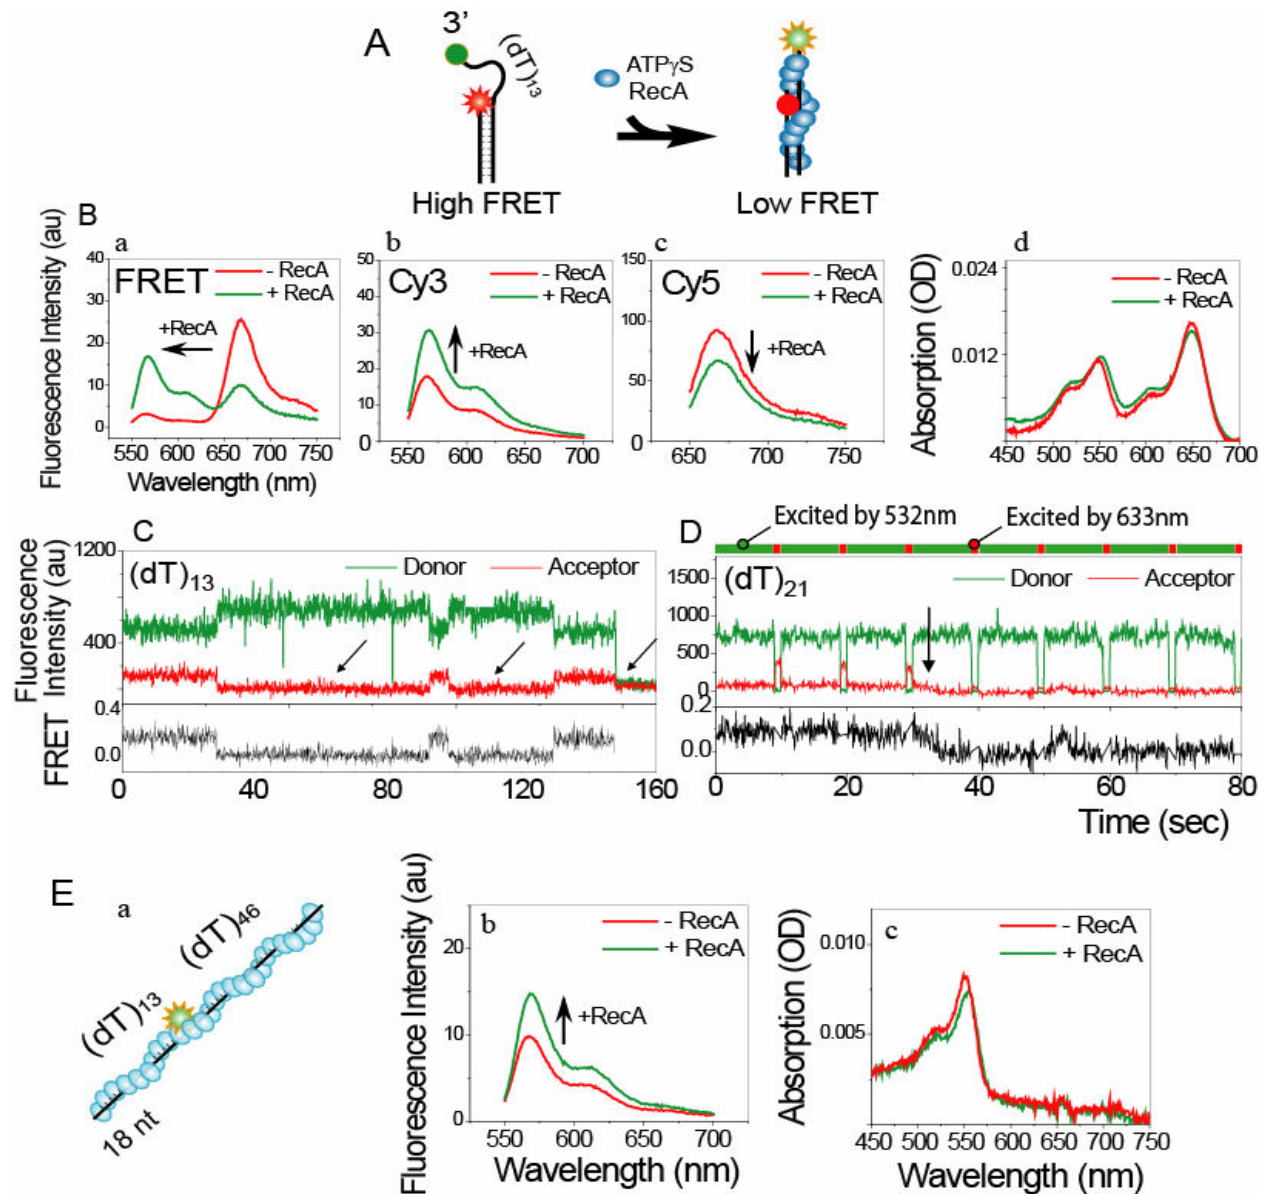 A
3’
(dT)13
ATPγS
RecA
High FRET
Low FRET
B
Fluorescence Intensity (au)
a
FRET
- RecA
+ RecA
+RecA
40
30
20
10
0
550 600 650 700 750
Wavelength (nm)
b
Cy3
- RecA
+ RecA
+RecA
50
40
30
20
10
0
550 600 650 700
c
Cy5
- RecA
+ RecA
+RecA
150
100
50
0
650 700 750
d
Absorption (OD)
- RecA
+ RecA
0.024
0.012
450 500 550 600 650 700
C
Fluorescence
Intensity (au)
1200
400
(dT)13
Donor
Acceptor
FRET
0.4
0.0
0 40 80 120 160
Excited by 532nm
Excited by 633nm
D
(dT)21
Donor
Acceptor
1500
1000
500
0
0.2
0.0
0 20 40 60 80
Time (sec)
E
a
(dT)46
(dT)13
18 nt
Fluorescence Intensity (au)
b
- RecA
+ RecA
+RecA
20
10
0
550 600 650 700
Wavelength (nm)
Absorption (OD)
c
- RecA
+ RecA
0.010
0.005
450 500 550 600 650 700 750
Wavelength (nm)